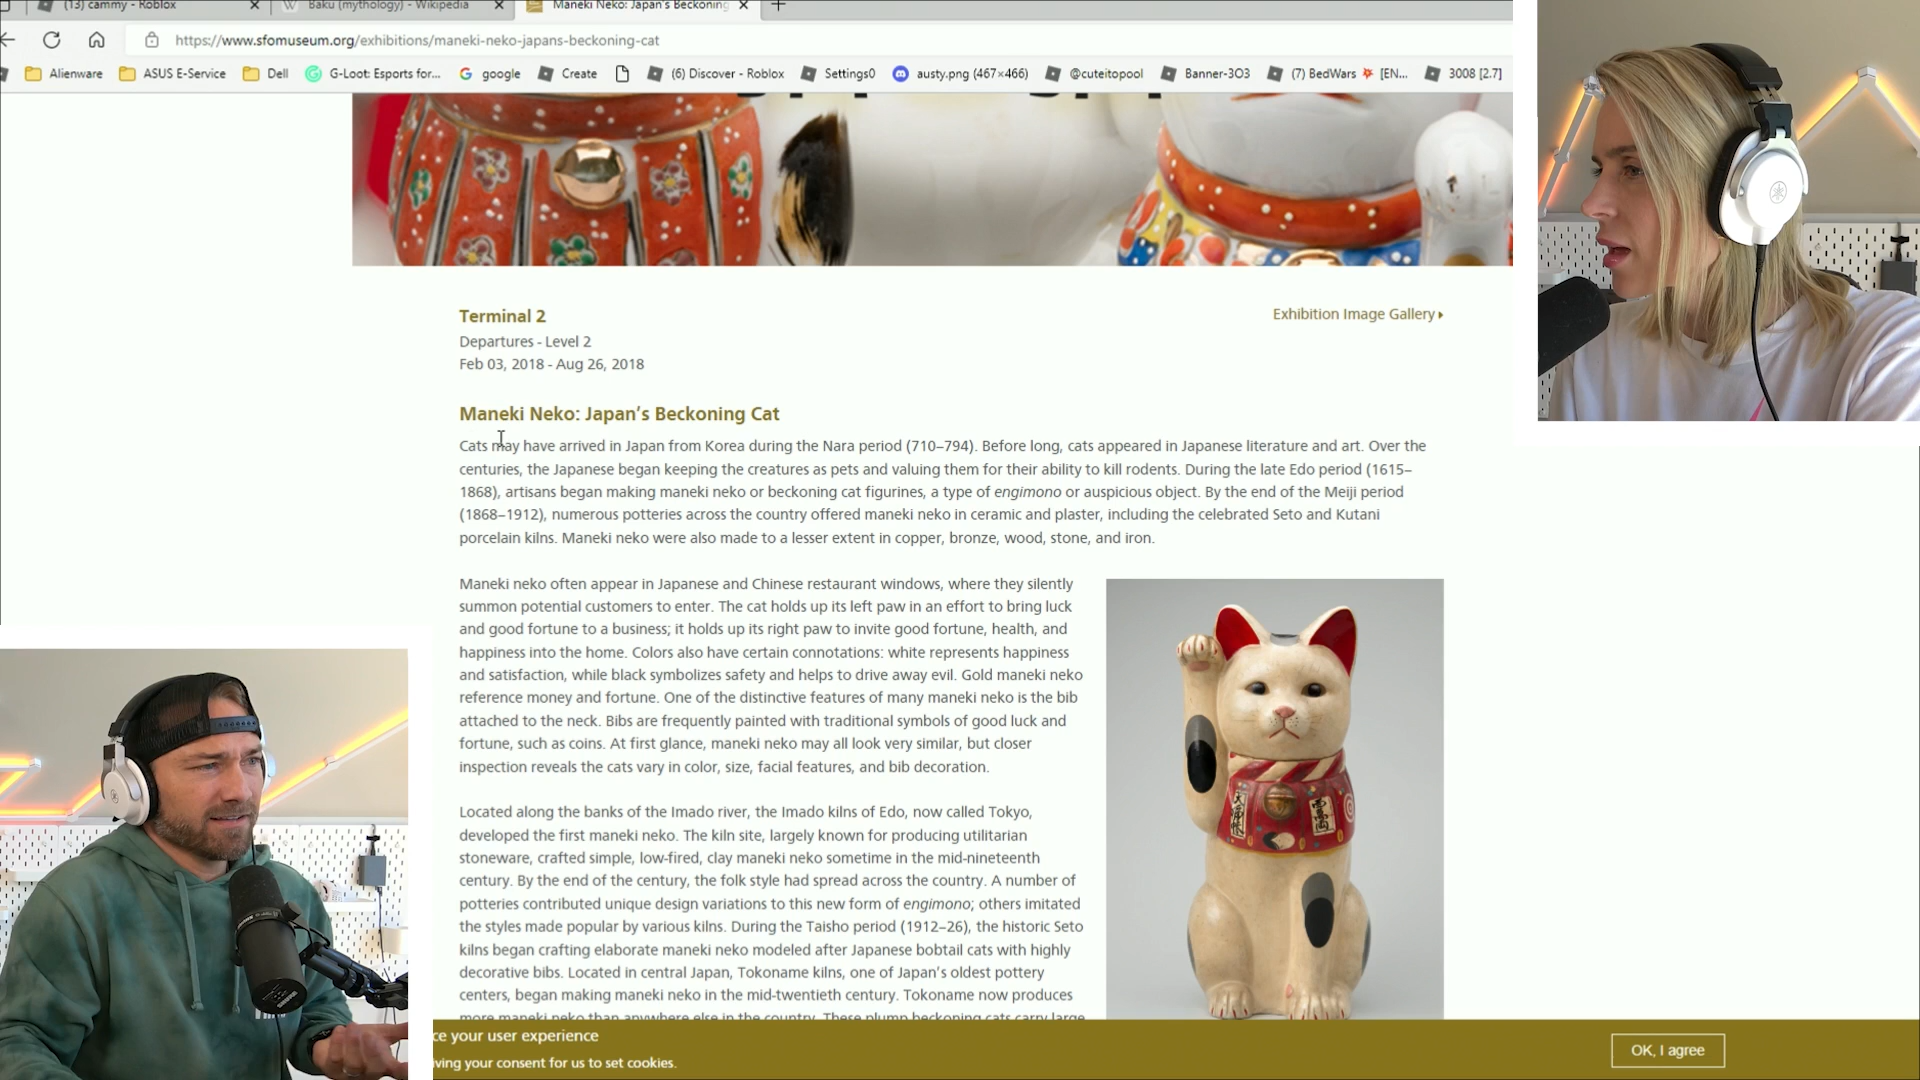 (13) cammy - Roblox
Baku (mythology) - Wikipedia
Maneki Neko: Japan's Beckoning
https://www.sfomuseum.org/exhibitions/maneki-neko-japans-beckoning-cat
Alienware ASUS E-Service Dell G-Loot: Esports for... google Create (6) Discover - Roblox Settings0 austy.png (467×466) @cuteitopool Banner-3O3 (7) BedWars [EN... 3008 [2.7]
Terminal 2
Exhibition Image Gallery
Departures - Level 2
Feb 03, 2018 - Aug 26, 2018
Maneki Neko: Japan's Beckoning Cat
Cats may have arrived in Japan from Korea during the Nara period (710–794). Before long, cats appeared in Japanese literature and art. Over the
centuries, the Japanese began keeping the creatures as pets and valuing them for their ability to kill rodents. During the late Edo period (1615–
1868), artisans began making maneki neko or beckoning cat figurines, a type of engimono or auspicious object. By the end of the Meiji period
(1868–1912), numerous potteries across the country offered maneki neko in ceramic and plaster, including the celebrated Seto and Kutani
porcelain kilns. Maneki neko were also made to a lesser extent in copper, bronze, wood, stone, and iron.
Maneki neko often appear in Japanese and Chinese restaurant windows, where they silently
summon potential customers to enter. The cat holds up its left paw in an effort to bring luck
and good fortune to a business; it holds up its right paw to invite good fortune, health, and
happiness into the home. Colors also have certain connotations: white represents happiness
and satisfaction, while black symbolizes safety and helps to drive away evil. Gold maneki neko
reference money and fortune. One of the distinctive features of many maneki neko is the bib
attached to the neck. Bibs are frequently painted with traditional symbols of good luck and
fortune, such as coins. At first glance, maneki neko may all look very similar, but closer
inspection reveals the cats vary in color, size, facial features, and bib decoration.
Located along the banks of the Imado river, the Imado kilns of Edo, now called Tokyo,
developed the first maneki neko. The kiln site, largely known for producing utilitarian
stoneware, crafted simple, low-fired, clay maneki neko sometime in the mid-nineteenth
century. By the end of the century, the folk style had spread across the country. A number of
potteries contributed unique design variations to this new form of engimono; others imitated
the styles made popular by various kilns. During the Taisho period (1912–26), the historic Seto
kilns began crafting elaborate maneki neko modeled after Japanese bobtail cats with highly
decorative bibs. Located in central Japan, Tokoname kilns, one of Japan's oldest pottery
centers, began making maneki neko in the mid-twentieth century. Tokoname now produces
more maneki neko than anywhere else in the country. These plump beckoning cats carry large
ce your user experience
iving your consent for us to set cookies.
OK, I agree